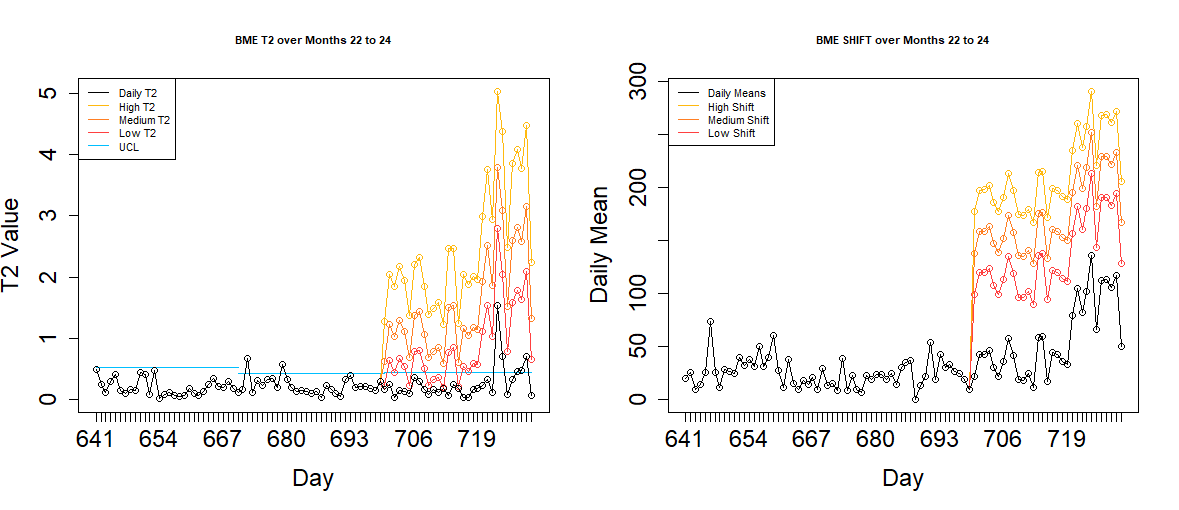 BME T2 over Months 22 to 24
Daily T2
High T2
Medium T2
Low T2
UCL
T2 Value
0
1
2
3
4
5
641
654
667
680
693
706
719
Day
BME SHIFT over Months 22 to 24
Daily Means
High Shift
Medium Shift
Low Shift
Daily Mean
0
50
100
200
300
641
654
667
680
693
706
719
Day